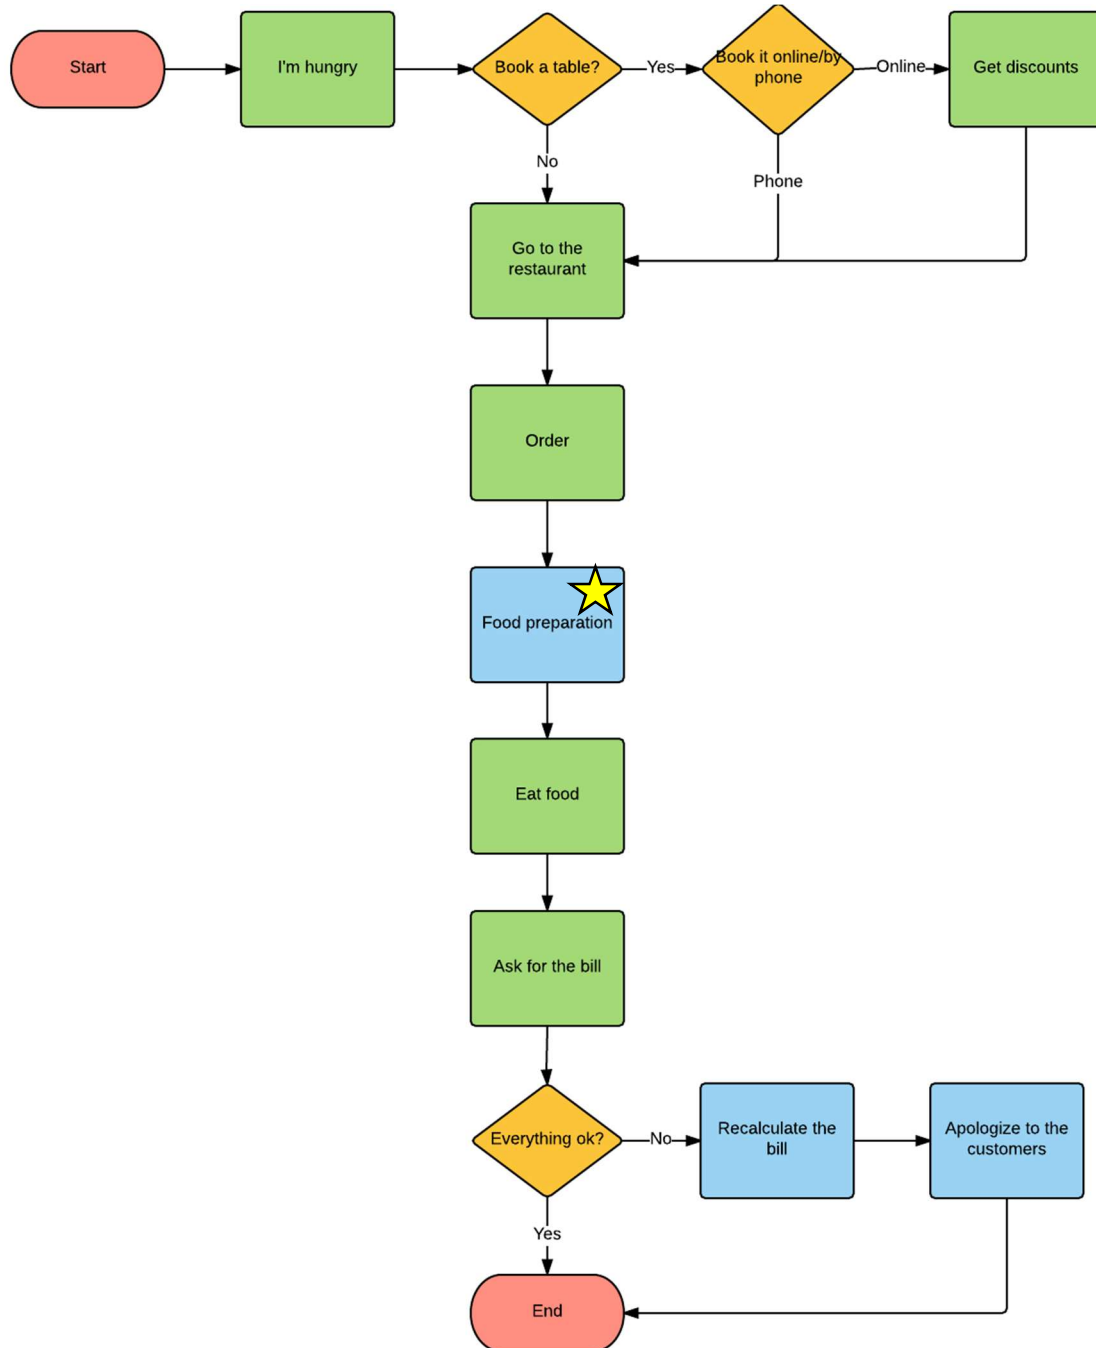 Start
I'm hungry
Book a table?
Yes
Book it online/by
phone
Online
Get discounts
No
Phone
Go to the
restaurant
Order
Food preparation
Eat food
Ask for the bill
Everything ok?
No
Recalculate the
bill
Apologize to the
customers
Yes
End